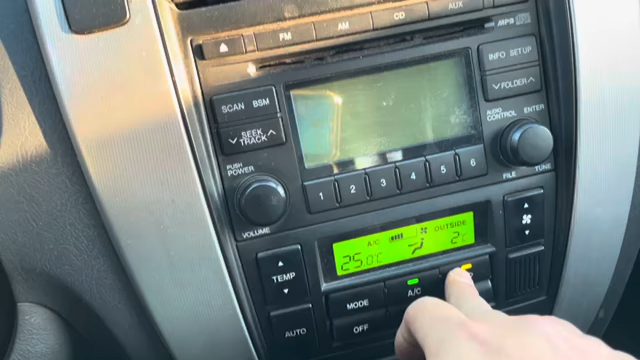 FM AM CD AUX
MP3
SCAN BSM
INFO SETUP
FOLDER
SEEK
TRACK
AUDIO
CONTROL ENTER
PUSH
POWER
1 2 3 4 5 6
FILE TUNE
VOLUME
A/C OUTSIDE
25.0°C 2°C
TEMP
MODE A/C
AUTO OFF